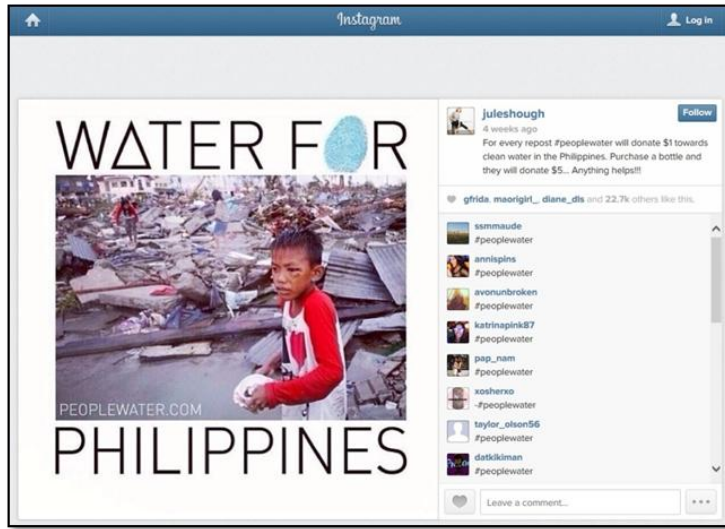 Instagram
Log in
WATER FOR
PEOPLEWATER.COM
PHILIPPINES
juleshough
Follow
4 weeks ago
For every repost #peoplewater will donate $1 towards
clean water in the Philippines. Purchase a bottle and
they will donate $5... Anything helps!!!
gfrida, maorigirl_, diane_dls and 22.7k others like this.
ssmmaude
#peoplewater
annispins
#peoplewater
avonunbroken
#peoplewater
katrinapink87
#peoplewater
pap_nam
#peoplewater
xosherxo
-#peoplewater
taylor_olson56
#peoplewater
datkikiman
#peoplewater
Leave a comment...